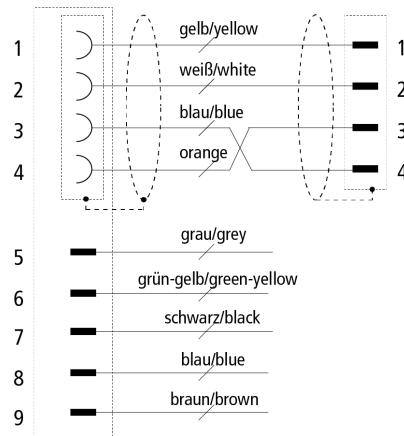 1 gelb/yellow 1
2 weiß/white 2
3 blau/blue 3
4 orange 4
5 grau/grey
6 grün-gelb/green-yellow
7 schwarz/black
8 blau/blue
9 braun/brown